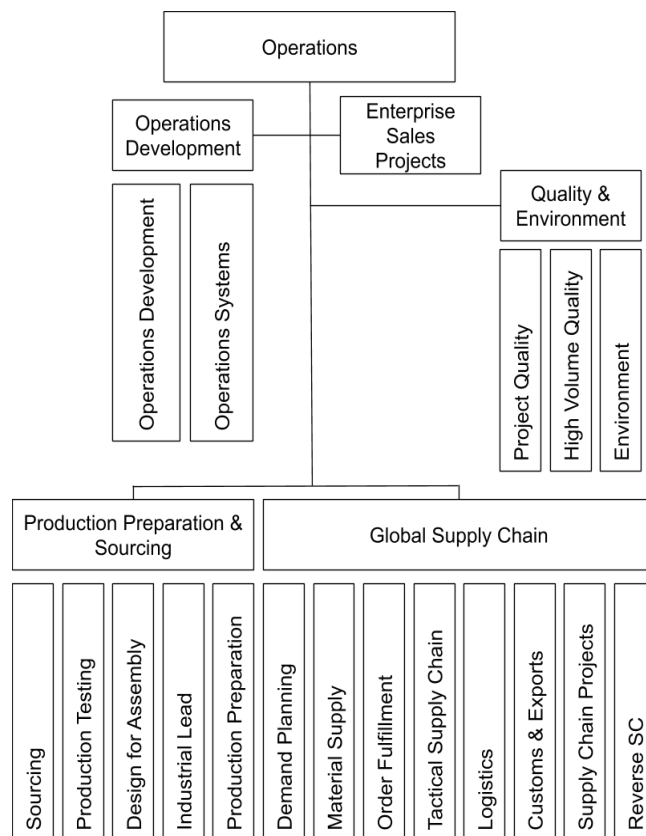 Operations
Operations
Development
Enterprise
Sales
Projects
Quality &
Environment
Operations Development
Operations Systems
Project Quality
High Volume Quality
Environment
Production Preparation &
Sourcing
Global Supply Chain
Sourcing
Production Testing
Design for Assembly
Industrial Lead
Production Preparation
Demand Planning
Material Supply
Order Fulfillment
Tactical Supply Chain
Logistics
Customs & Exports
Supply Chain Projects
Reverse SC